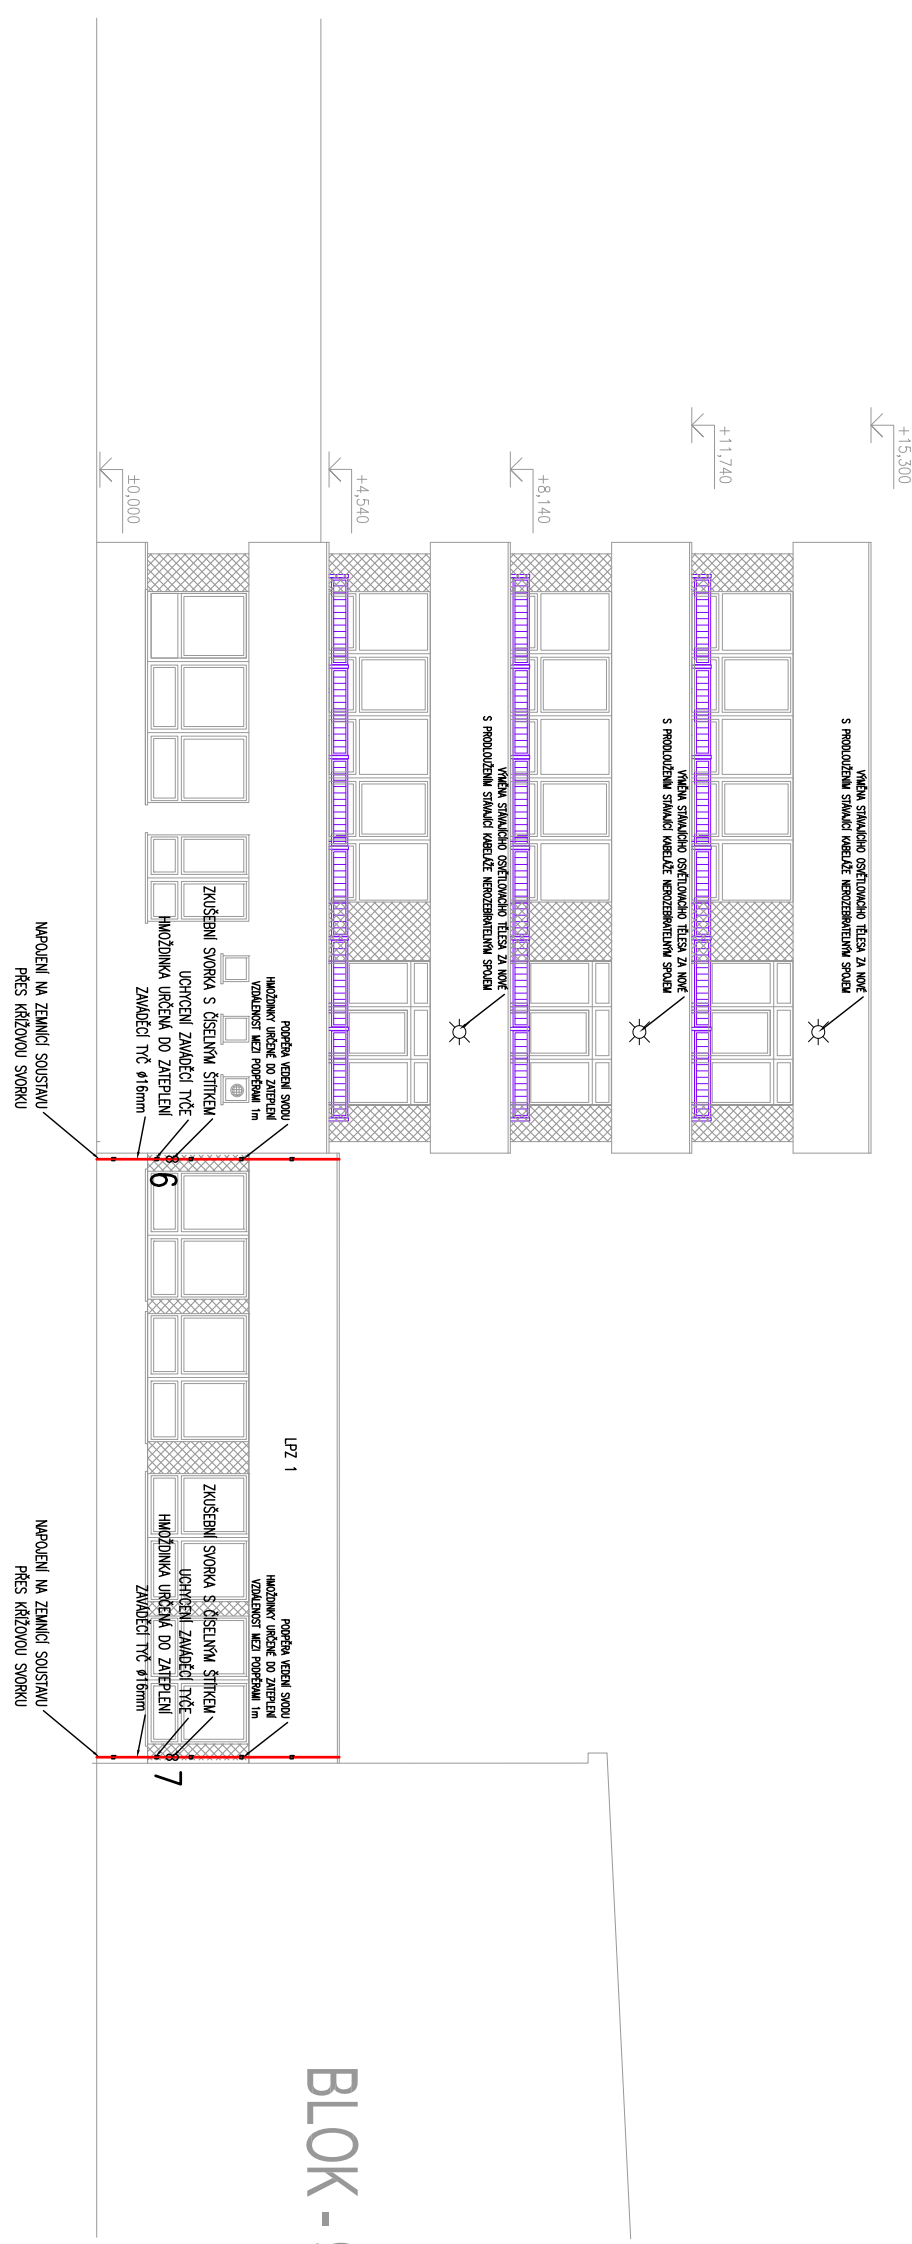 +15,300
+11,740
+8,140
+4,540
±0,000
VÝMĚNA STÁVAJÍCÍHO OSVĚTLOVACÍHO TĚLESA ZA NOVÉ
S PRODLOUŽENÍM STÁVAJÍCÍ KABELÁŽE NEROZEBÍRATELNÝM SPOJEM
VÝMĚNA STÁVAJÍCÍHO OSVĚTLOVACÍHO TĚLESA ZA NOVÉ
S PRODLOUŽENÍM STÁVAJÍCÍ KABELÁŽE NEROZEBÍRATELNÝM SPOJEM
VÝMĚNA STÁVAJÍCÍHO OSVĚTLOVACÍHO TĚLESA ZA NOVÉ
S PRODLOUŽENÍM STÁVAJÍCÍ KABELÁŽE NEROZEBÍRATELNÝM SPOJEM
PODPĚRA VEDENÍ SVODU
HMOŽDINKY URČENÉ DO ZATEPLENÍ
VZDÁLENOST MEZI PODPĚRAMI 1m
ZKUŠEBNÍ SVORKA S ČÍSELNÝM ŠTÍTKEM
UCHYCENÍ ZAVÁDĚCÍ TYČE
HMOŽDINKA URČENÁ DO ZATEPLENÍ
ZAVÁDĚCÍ TYČ ø16mm
NAPOJENÍ NA ZEMNÍCÍ SOUSTAVU
PŘES KŘÍŽOVOU SVORKU
6
LPZ 1
PODPĚRA VEDENÍ SVODU
HMOŽDINKY URČENÉ DO ZATEPLENÍ
VZDÁLENOST MEZI PODPĚRAMI 1m
ZKUŠEBNÍ SVORKA S ČÍSELNÝM ŠTÍTKEM
UCHYCENÍ ZAVÁDĚCÍ TYČE
HMOŽDINKA URČENÁ DO ZATEPLENÍ
ZAVÁDĚCÍ TYČ ø16mm
NAPOJENÍ NA ZEMNÍCÍ SOUSTAVU
PŘES KŘÍŽOVOU SVORKU
7
BLOK -